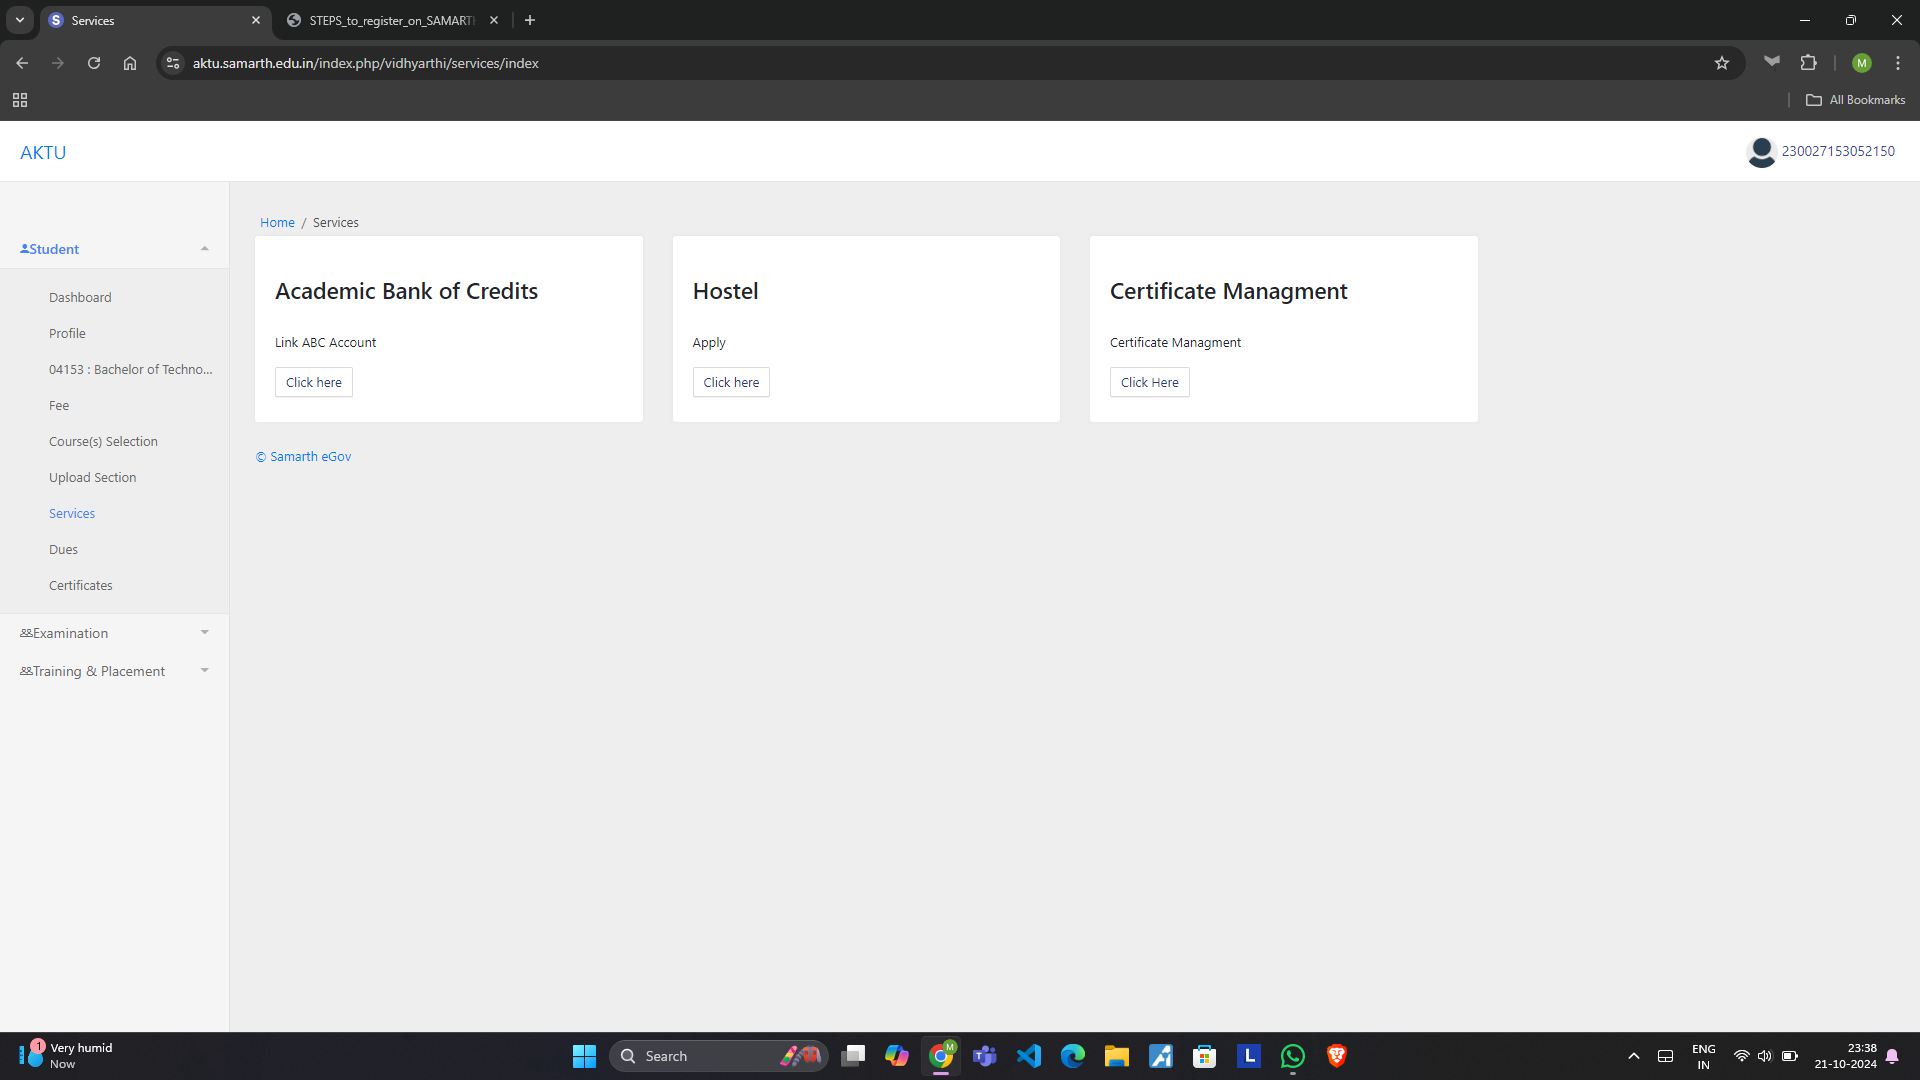 Services
STEPS_to_register_on_SAMART
aktu.samarth.edu.in/index.php/vidhyarthi/services/index
M
All Bookmarks
AKTU
230027153052150
Home / Services
Student
Dashboard
Profile
04153 : Bachelor of Techno...
Fee
Course(s) Selection
Upload Section
Services
Dues
Certificates
Examination
Training & Placement
Academic Bank of Credits
Link ABC Account
Click here
Hostel
Apply
Click here
Certificate Managment
Certificate Managment
Click Here
© Samarth eGov
1
Very humid
Now
Search
M
L
ENG
IN
23:38
21-10-2024